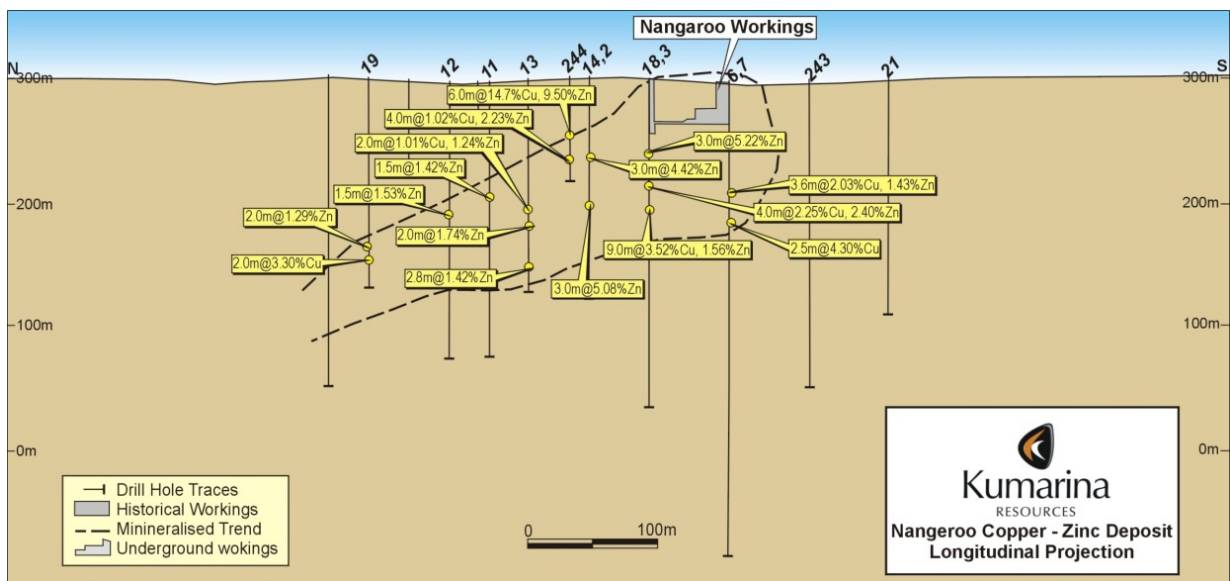 Nangaroo Workings
N
S
19
12
11
13
244
14,2
18,3
6,7
243
21
300m
300m
200m
200m
100m
100m
0m
0m
6.0m@14.7%Cu, 9.50%Zn
4.0m@1.02%Cu, 2.23%Zn
2.0m@1.01%Cu, 1.24%Zn
1.5m@1.42%Zn
1.5m@1.53%Zn
2.0m@1.29%Zn
2.0m@3.30%Cu
2.0m@1.74%Zn
2.8m@1.42%Zn
3.0m@5.08%Zn
3.0m@4.42%Zn
3.0m@5.22%Zn
4.0m@2.25%Cu, 2.40%Zn
9.0m@3.52%Cu, 1.56%Zn
3.6m@2.03%Cu, 1.43%Zn
2.5m@4.30%Cu
Drill Hole Traces
Historical Workings
Minineralised Trend
Underground wokings
0
100m
Kumarina
RESOURCES
Nangeroo Copper - Zinc Deposit
Longitudinal Projection